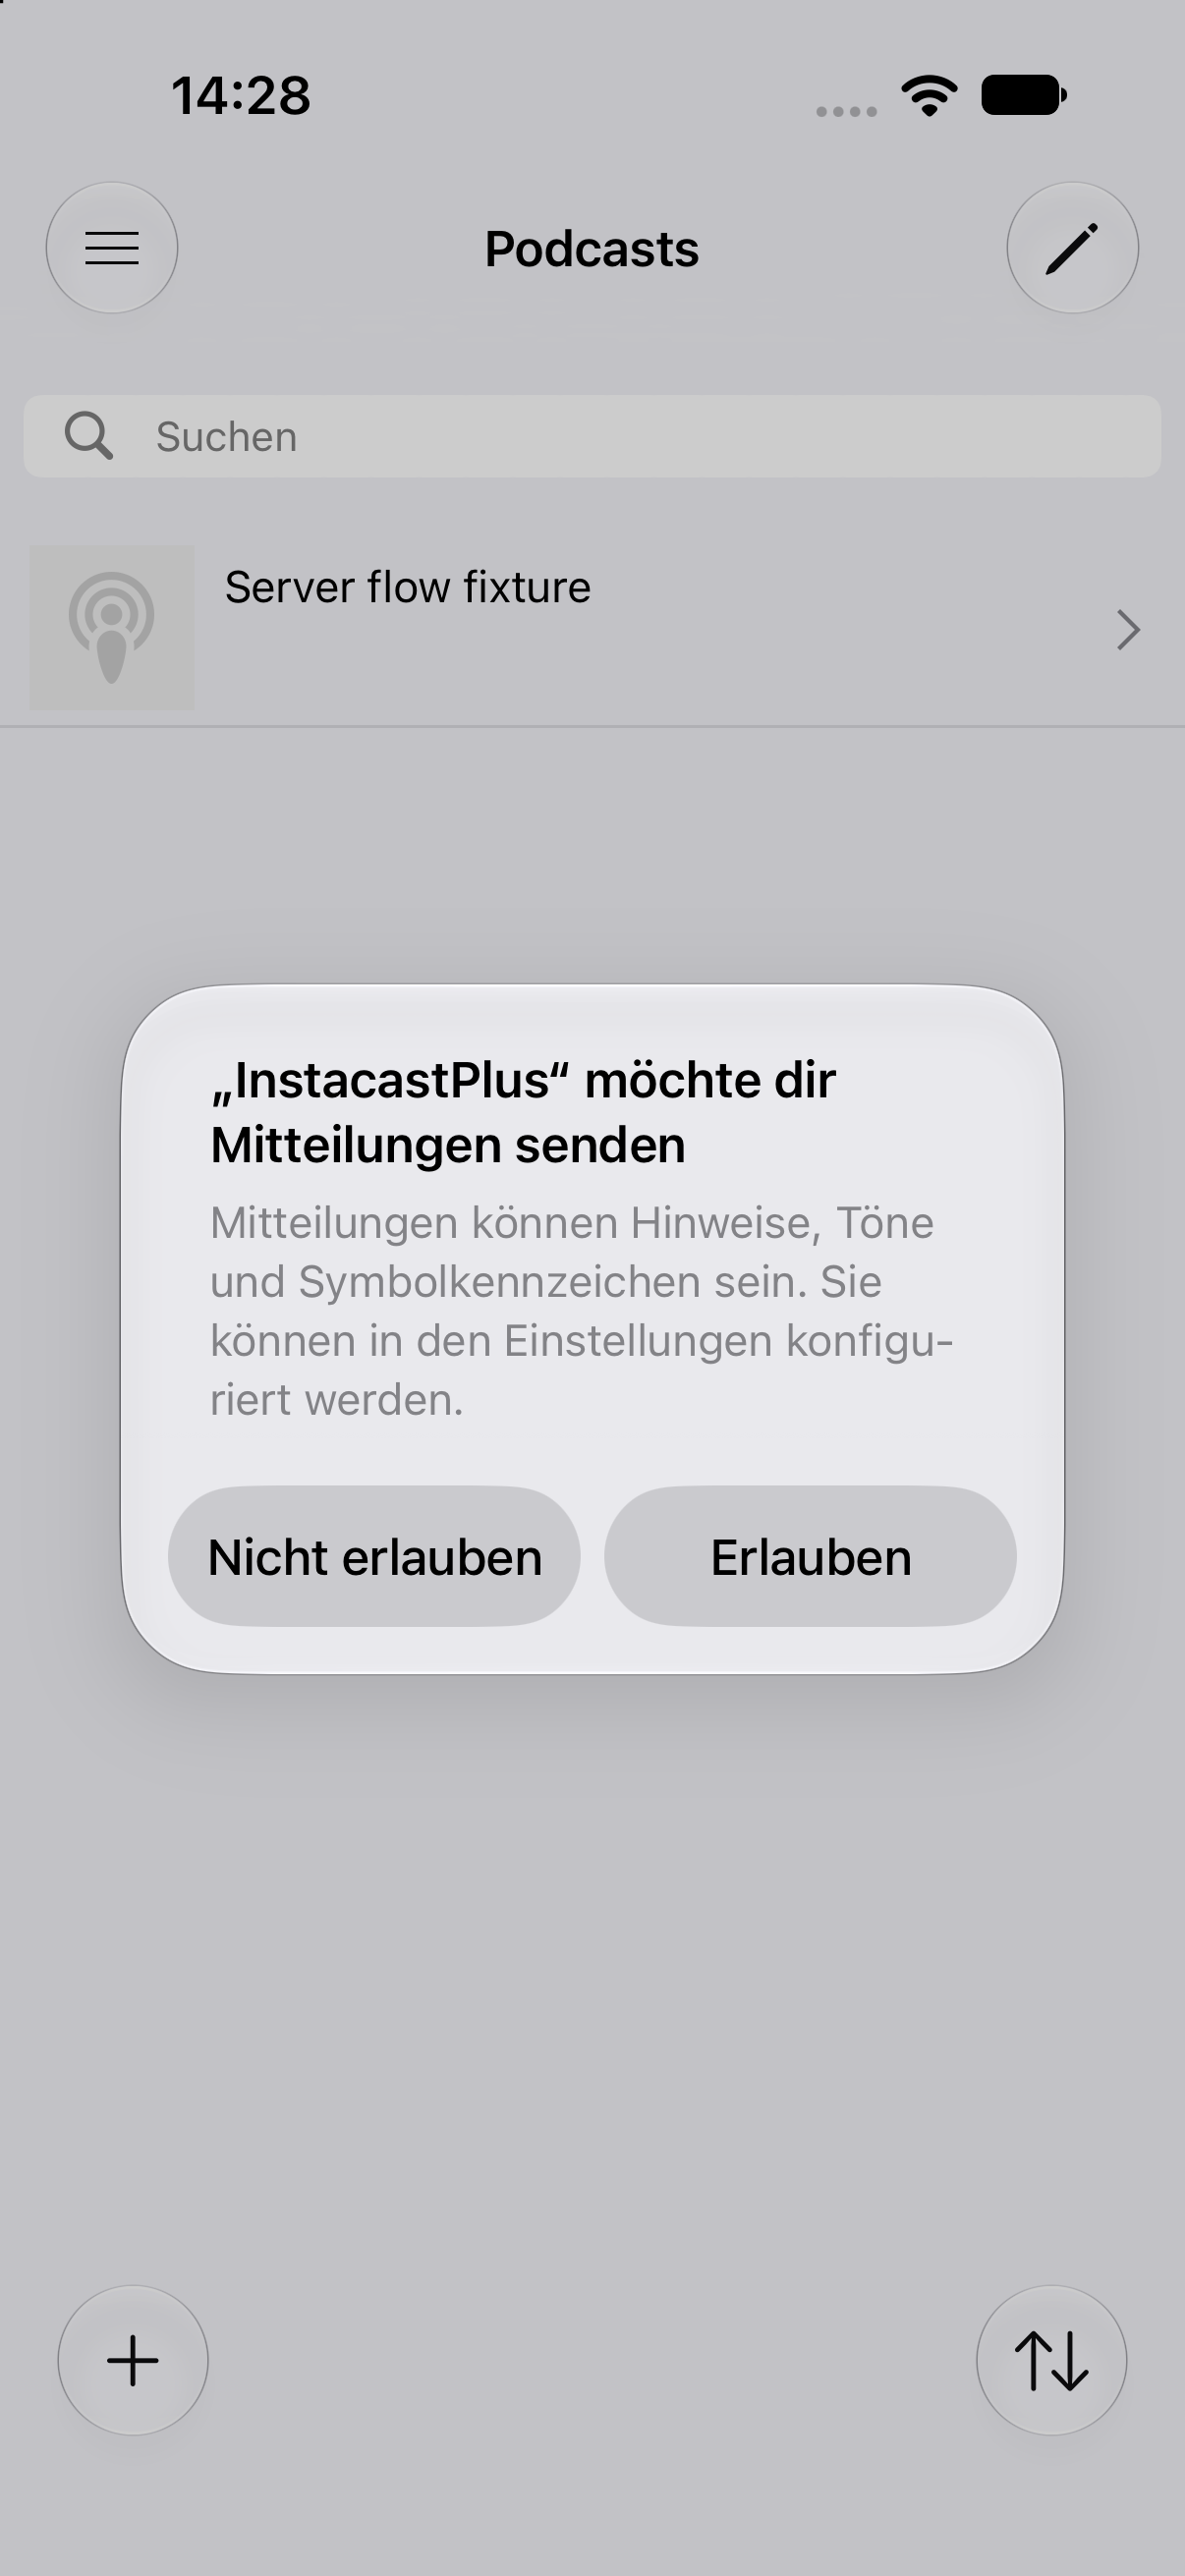 14:28
Podcasts
Suchen
Server flow fixture
„InstacastPlus“ möchte dir
Mitteilungen senden
Mitteilungen können Hinweise, Töne
und Symbolkennzeichen sein. Sie
können in den Einstellungen konfigu-
riert werden.
Nicht erlauben
Erlauben